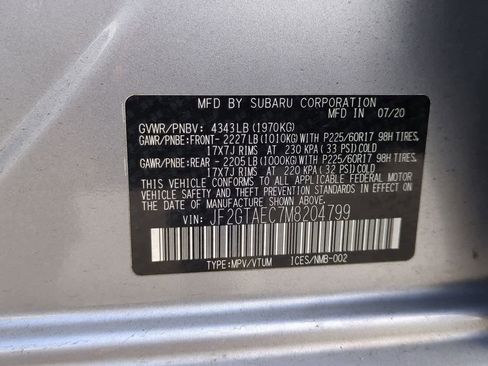 MFD BY SUBARU CORPORATION
MFD IN 07/20
GVWR/PNBV: 4343LB (1970KG)
GAWR/PNBE:FRONT- 2227LB (1010KG) WITH P225/60R17 98H TIRES,
17X7J RIMS AT 230 KPA (33 PSI) COLD
GAWR/PNBE:REAR - 2205LB (1000KG) WITH P225/60R17 98H TIRES,
17X7J RIMS AT 220 KPA (32 PSI) COLD
THIS VEHICLE CONFORMS TO ALL APPLICABLE FEDERAL MOTOR
VEHICLE SAFETY AND THEFT PREVENTION STANDARDS IN EFFECT
ON THE DATE OF MANUFACTURE SHOWN ABOVE.
VIN: JF2GTAEC7M8204799
TYPE:MPV/VTUM ICES/NMB-002